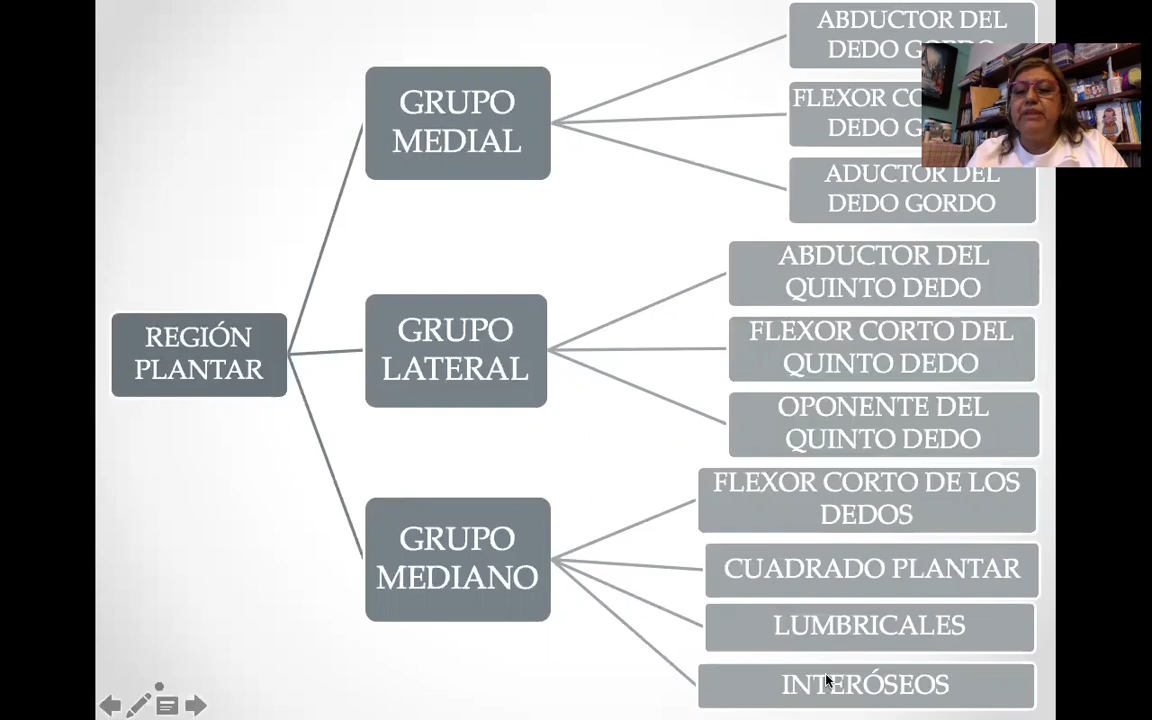 ABDUCTOR DEL
DEDO GORDO
GRUPO
MEDIAL
FLEXOR CO
DEDO G
ADUCTOR DEL
DEDO GORDO
REGIÓN
PLANTAR
GRUPO
LATERAL
ABDUCTOR DEL
QUINTO DEDO
FLEXOR CORTO DEL
QUINTO DEDO
OPONENTE DEL
QUINTO DEDO
GRUPO
MEDIANO
FLEXOR CORTO DE LOS
DEDOS
CUADRADO PLANTAR
LUMBRICALES
INTERÓSEOS